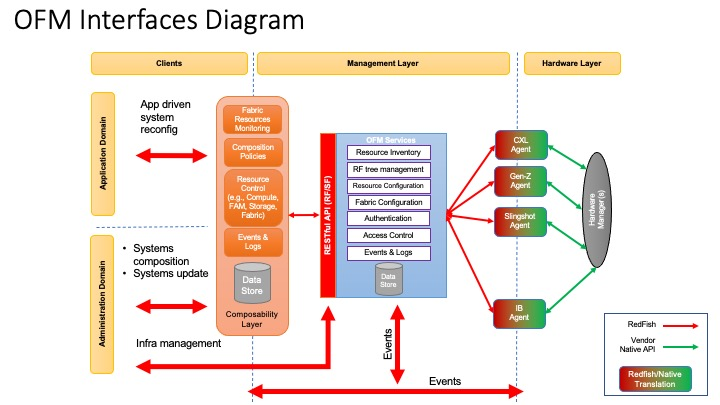 OFM Interfaces Diagram
Clients
Management Layer
Hardware Layer
Application Domain
App driven
system
reconfig
Fabric
Resources
Monitoring
Composition
Policies
Resource
Control
(e.g., Compute,
FAM, Storage,
Fabric)
Events &
Logs
Data
Store
Composability
Layer
Administration Domain
• Systems
composition
• Systems update
Infra management
RESTful API (RF/SF)
OFM Services
Resource Inventory
RF tree management
Resource Configuration
Fabric Configuration
Authentication
Access Control
Events & Logs
Data
Store
Events
Events
CXL
Agent
Gen-Z
Agent
Slingshot
Agent
IB
Agent
Hardware
Manager(s)
RedFish
Vendor
Native API
Redfish/Native
Translation